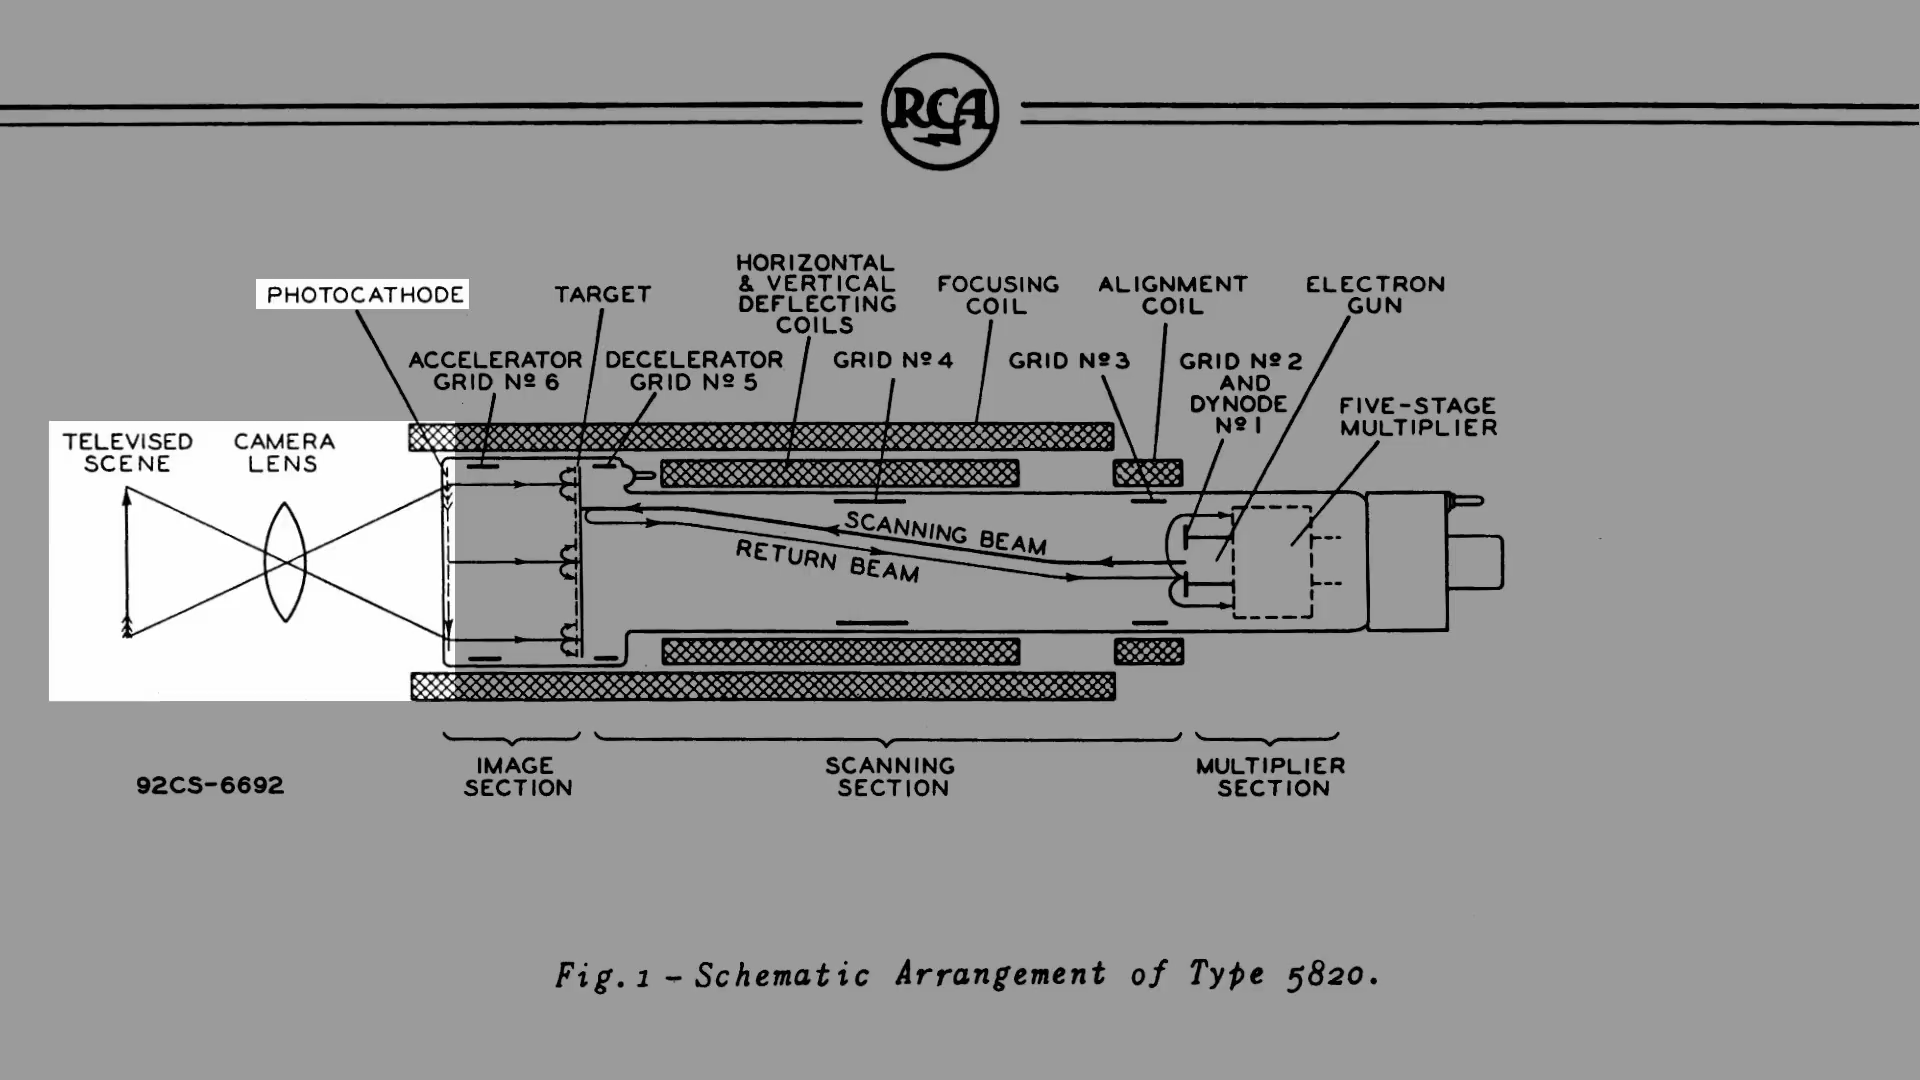 RCA
HORIZONTAL
& VERTICAL
DEFLECTING
COILS
PHOTOCATHODE
TARGET
FOCUSING
COIL
ALIGNMENT
COIL
ELECTRON
GUN
ACCELERATOR
GRID Nº 6
DECELERATOR
GRID Nº 5
GRID Nº 4
GRID Nº 3
GRID Nº 2
AND
DYNODE
Nº 1
FIVE-STAGE
MULTIPLIER
TELEVISED
SCENE
CAMERA
LENS
SCANNING BEAM
RETURN BEAM
IMAGE
SECTION
SCANNING
SECTION
MULTIPLIER
SECTION
92CS-6692
Fig. 1 - Schematic Arrangement of Type 5820.